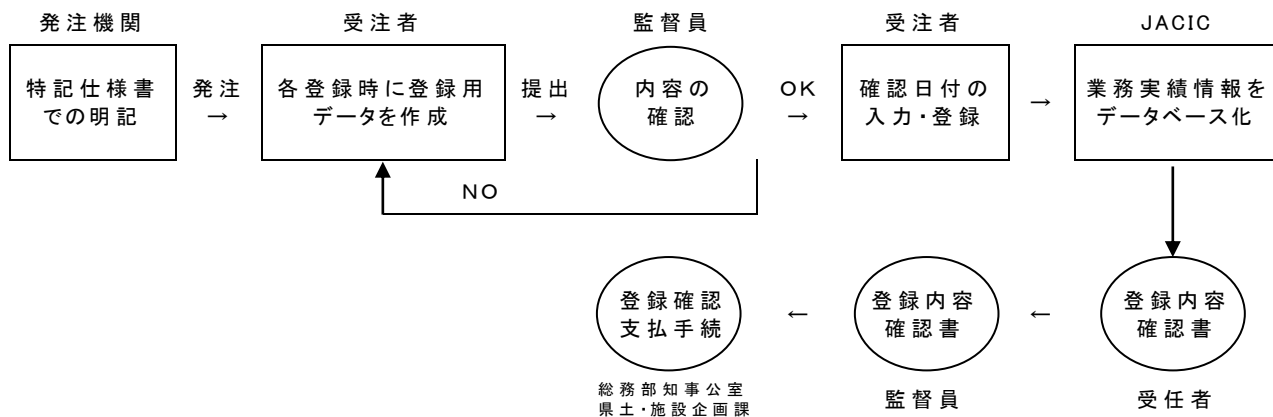 発注機関
受注者
監督員
受注者
JACIC
特記仕様書
での明記
発注
→
各登録時に登録用
データを作成
提出
→
内容の
確認
OK
→
確認日付の
入力・登録
→
業務実績情報を
データベース化
NO
登録確認
支払手続
←
登録内容
確認書
←
登録内容
確認書
総務部知事公室
県土・施設企画課
監督員
受任者